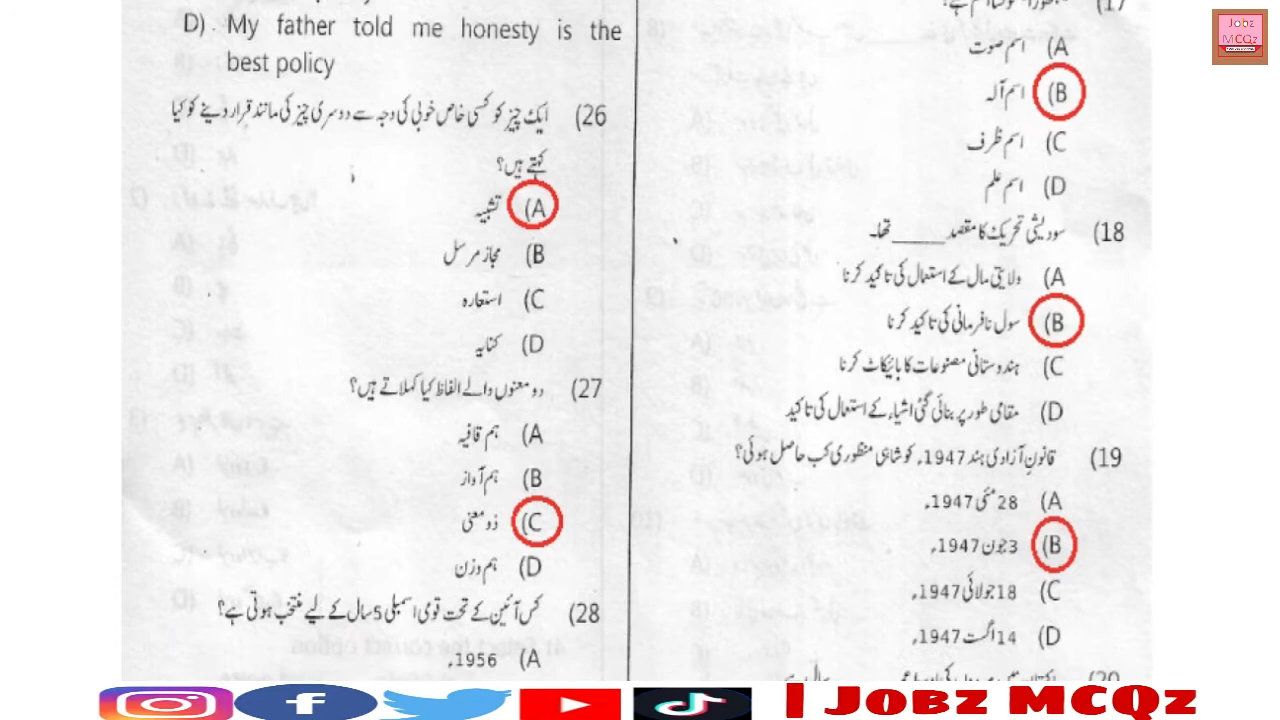 D) My father told me honesty is the
best policy
26) ایک چیز کو کسی خاص خوبی کی وجہ سے دوسری چیز کی مانند قرار دینے کو کیا
کہتے ہیں؟
A) تشبیہ
B) مجاز مرسل
C) استعارہ
D) کنایہ
27) دو معنوں والے الفاظ کیا کہلاتے ہیں؟
A) ہم قافیہ
B) ہم آواز
C) ذو معنی
D) ہم وزن
28) کس آئین کے تحت قومی اسمبلی 5 سال کے لیے منتخب ہوتی ہے؟
A) 1956ء
17)
A) اسم صوت
B) اسم آلہ
C) اسم ظرف
D) اسم علم
18) سودیشی تحریک کا مقصد _____ تھا۔
A) ولایتی مال کے استعمال کی تاکید کرنا
B) سول نافرمانی کی تاکید کرنا
C) ہندوستانی مصنوعات کا بائیکاٹ کرنا
D) مقامی طور پر بنائی گئی اشیاء کے استعمال کی تاکید
19) قانونِ آزادی ہند 1947ء کو شاہی منظوری کب حاصل ہوئی؟
A) 28 مئی 1947ء
B) 3 جون 1947ء
C) 18 جولائی 1947ء
D) 14 اگست 1947ء
20)
Jobz
MCQz
| Jobz MCQz